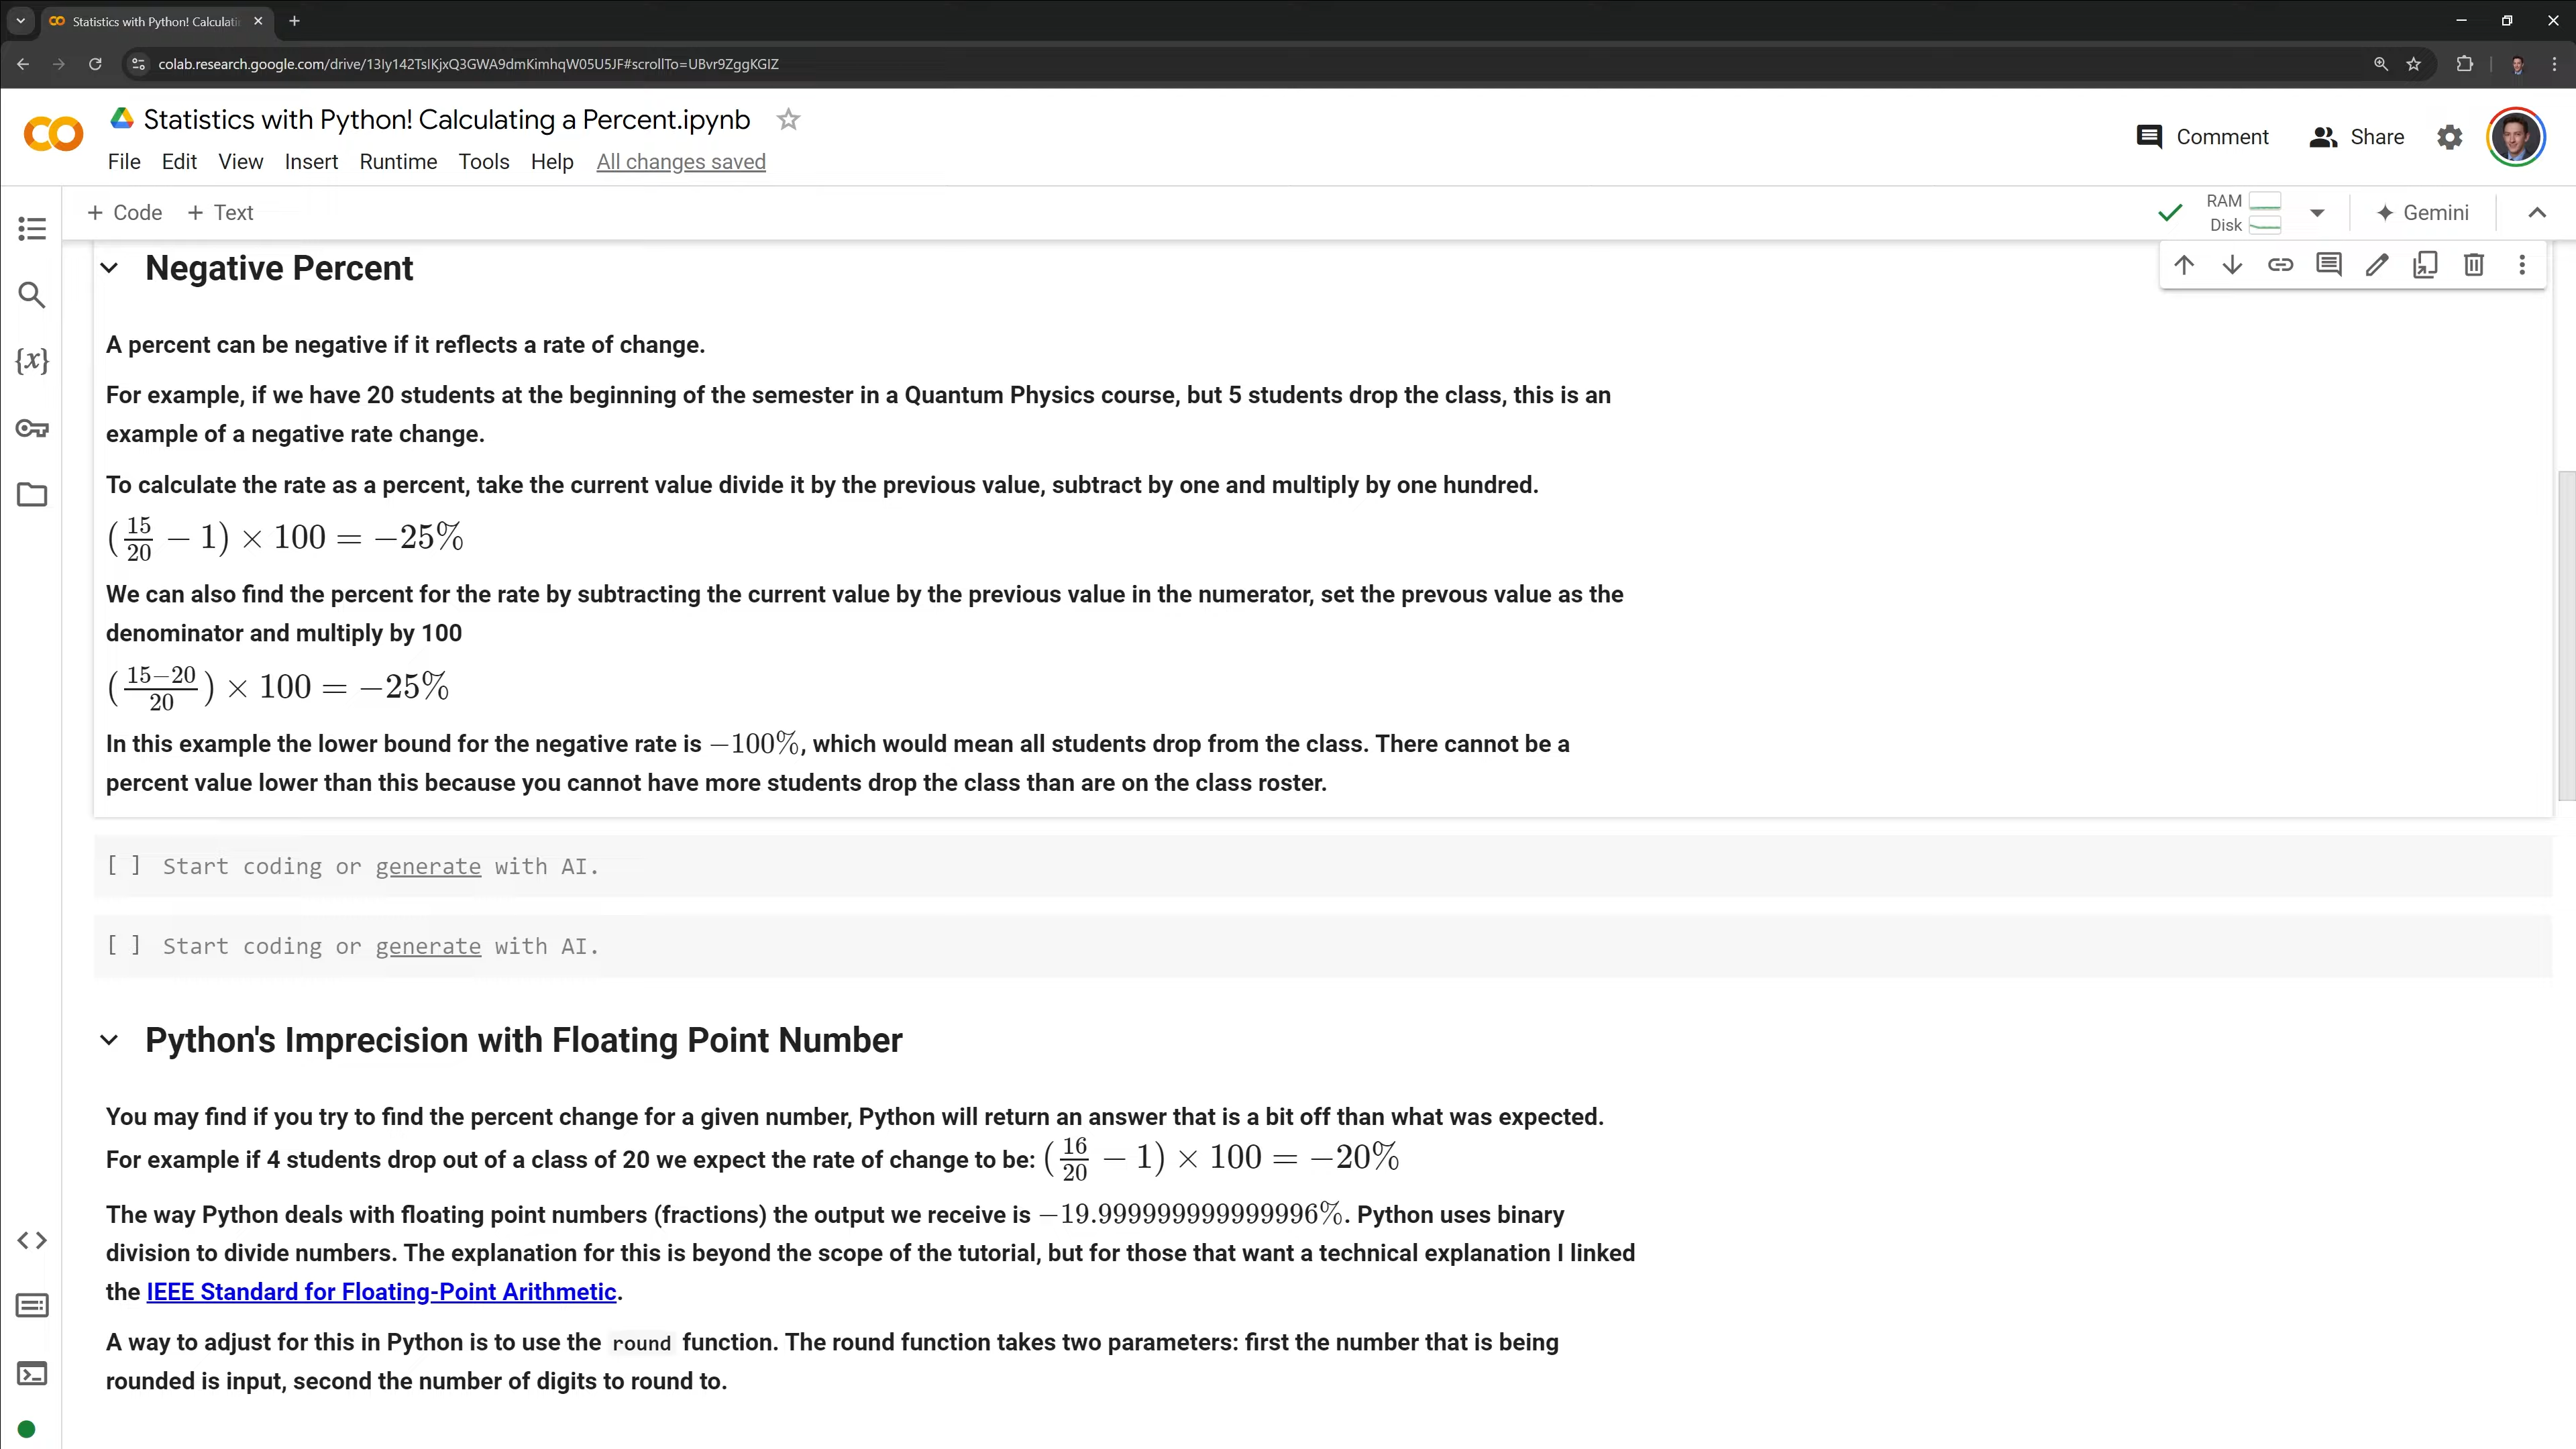 Statistics with Python! Calculati
colab.research.google.com/drive/13Iy142TsIKjxQ3GWA9dmKimhqW05U5JF#scrollTo=UBvr9ZggKGIZ
CO
Statistics with Python! Calculating a Percent.ipynb
Comment
Share
File Edit View Insert Runtime Tools Help All changes saved
+ Code + Text
RAM
Disk
Gemini
Negative Percent
A percent can be negative if it reflects a rate of change.
For example, if we have 20 students at the beginning of the semester in a Quantum Physics course, but 5 students drop the class, this is an
example of a negative rate change.
To calculate the rate as a percent, take the current value divide it by the previous value, subtract by one and multiply by one hundred.
(15/20 − 1) × 100 = −25%
We can also find the percent for the rate by subtracting the current value by the previous value in the numerator, set the prevous value as the
denominator and multiply by 100
(15−20/20) × 100 = −25%
In this example the lower bound for the negative rate is −100%, which would mean all students drop from the class. There cannot be a
percent value lower than this because you cannot have more students drop the class than are on the class roster.
[ ] Start coding or generate with AI.
[ ] Start coding or generate with AI.
Python's Imprecision with Floating Point Number
You may find if you try to find the percent change for a given number, Python will return an answer that is a bit off than what was expected.
For example if 4 students drop out of a class of 20 we expect the rate of change to be: (16/20 − 1) × 100 = −20%
The way Python deals with floating point numbers (fractions) the output we receive is −19.999999999999996%. Python uses binary
division to divide numbers. The explanation for this is beyond the scope of the tutorial, but for those that want a technical explanation I linked
the IEEE Standard for Floating-Point Arithmetic.
A way to adjust for this in Python is to use the round function. The round function takes two parameters: first the number that is being
rounded is input, second the number of digits to round to.